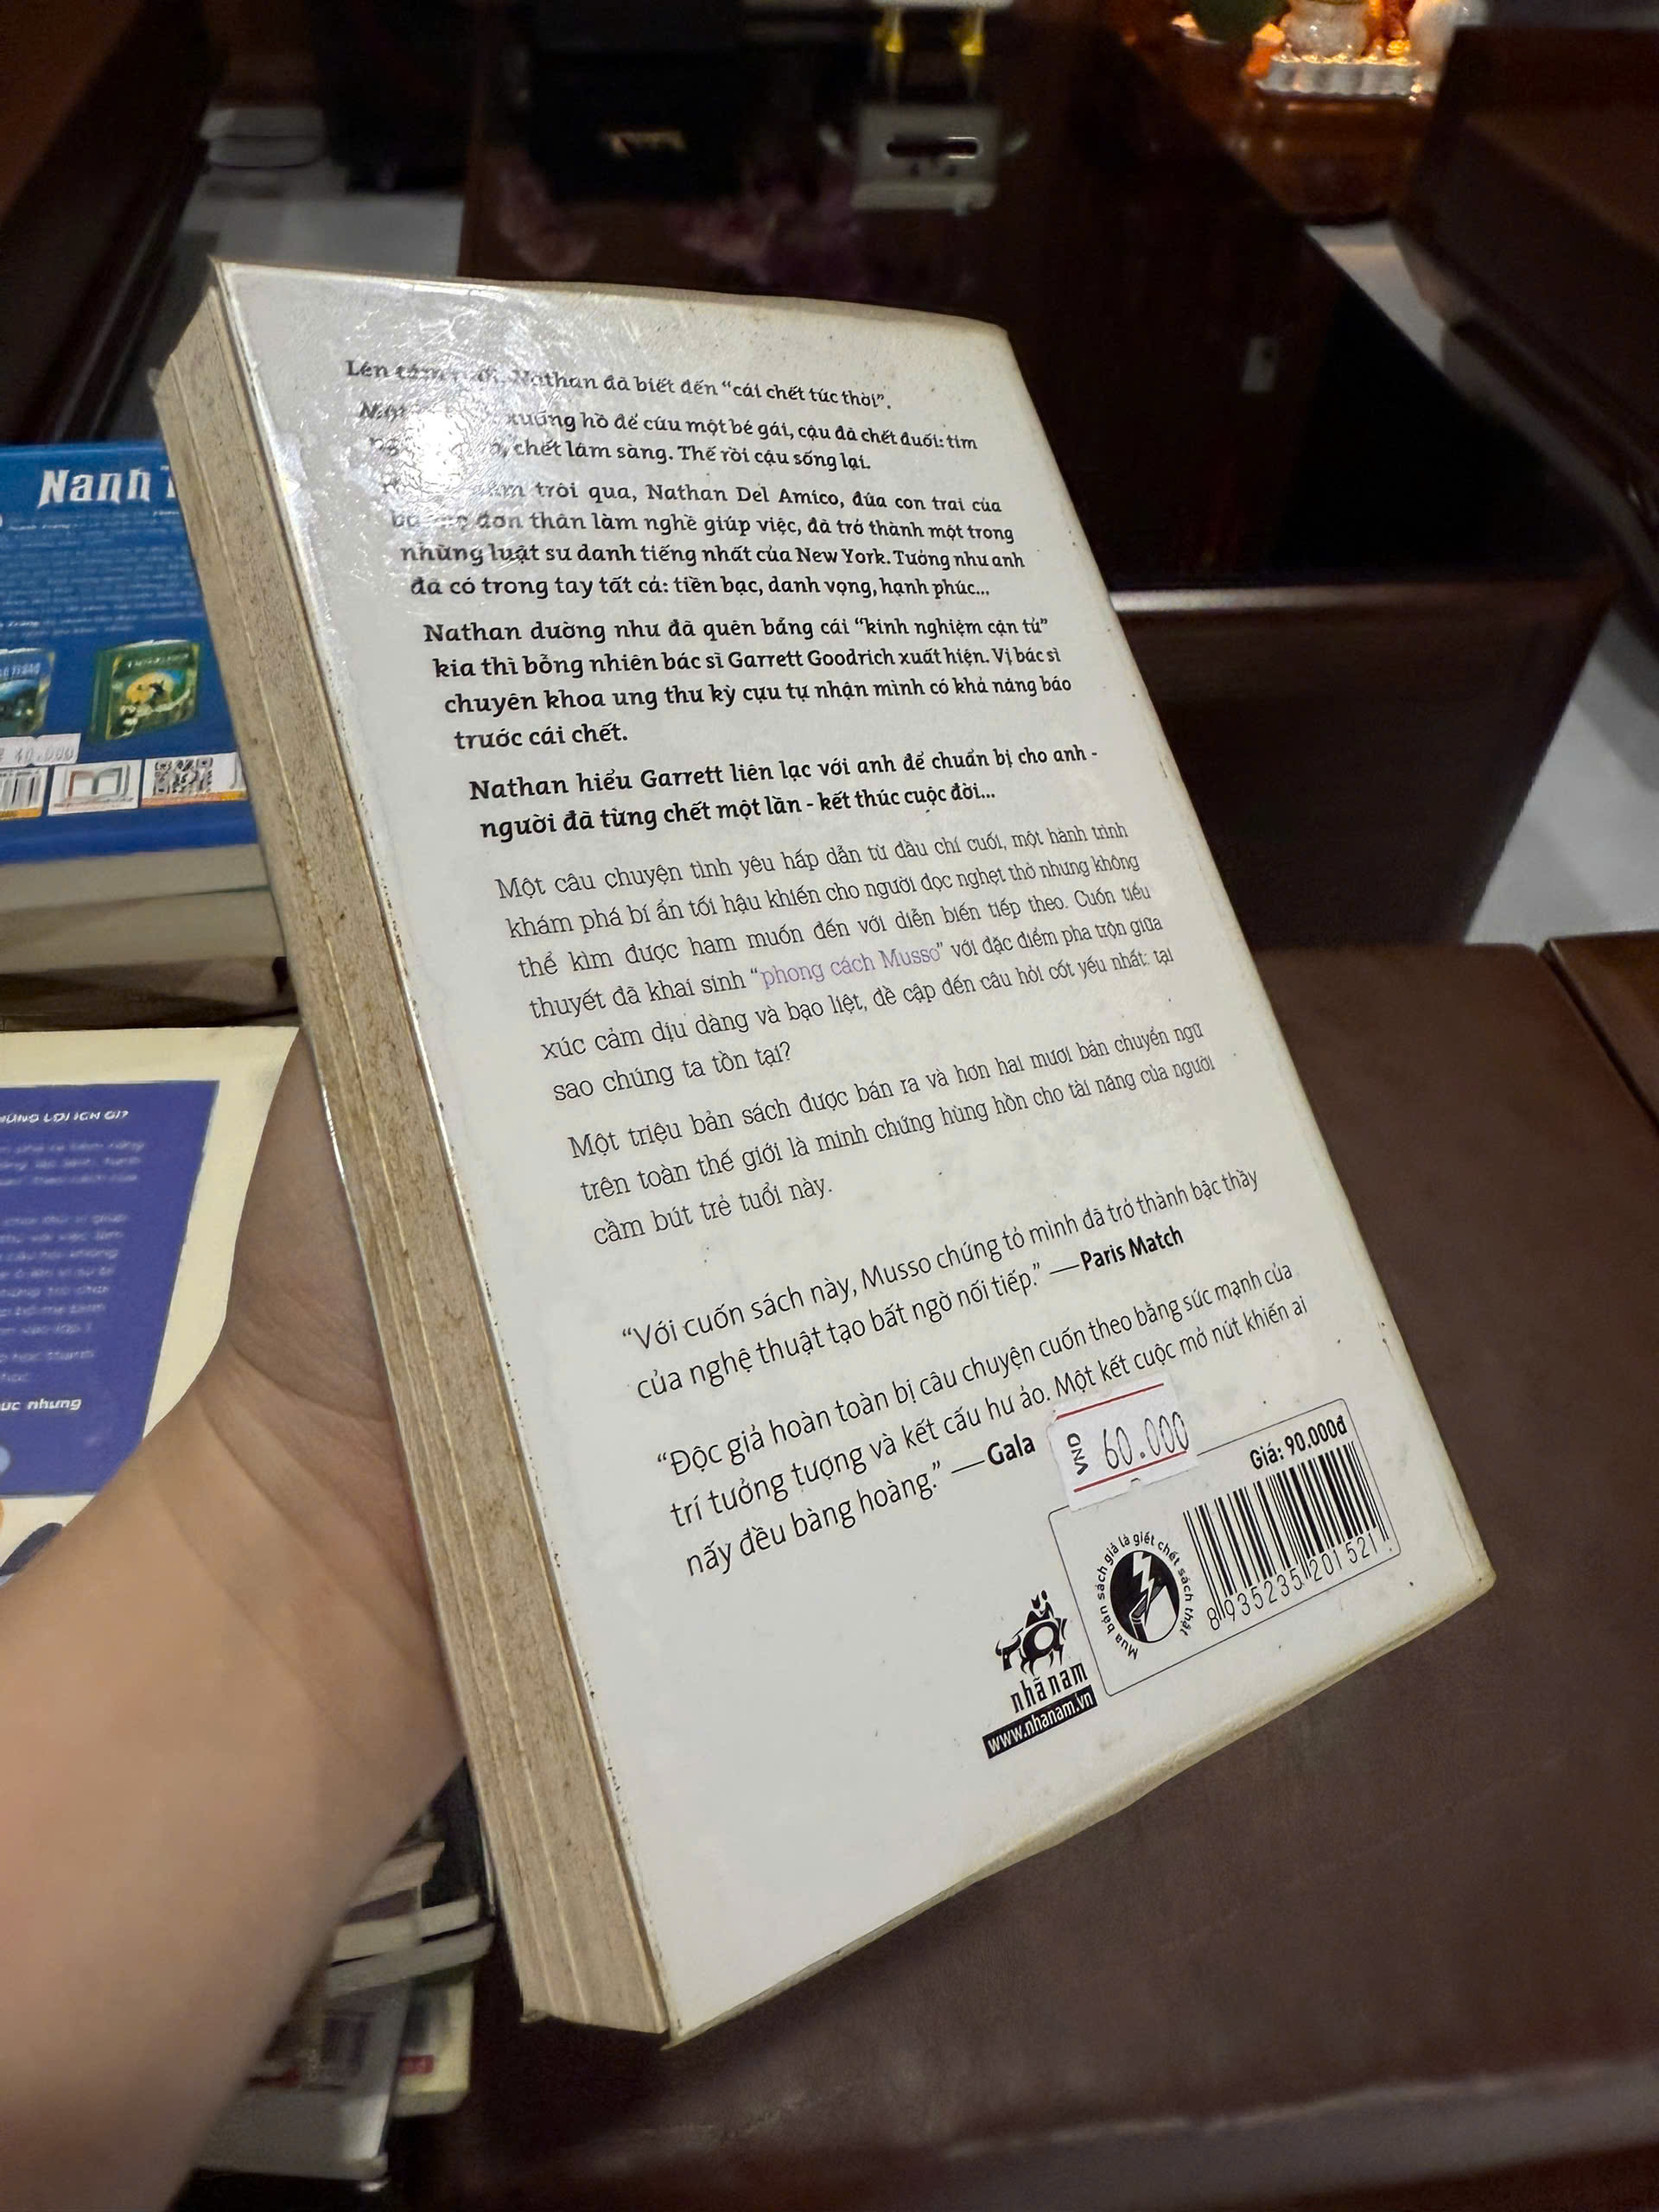 Lên tám Nathan đã biết đến “cái chết tức thời”.
xuống hồ để cứu một bé gái, cậu đã chết đuối: tim
chết lâm sàng. Thế rồi cậu sống lại.
trôi qua, Nathan Del Amico, đứa con trai của
đơn thân làm nghề giúp việc, đã trở thành một trong
những luật sư danh tiếng nhất của New York. Tưởng như anh
đã có trong tay tất cả: tiền bạc, danh vọng, hạnh phúc...
Nathan dường như đã quên bẵng cái “kinh nghiệm cận tử”
kia thì bỗng nhiên bác sĩ Garrett Goodrich xuất hiện. Vị bác sĩ
chuyên khoa ung thư kỳ cựu tự nhận mình có khả năng báo
trước cái chết.
Nathan hiểu Garrett liên lạc với anh để chuẩn bị cho anh -
người đã từng chết một lần - kết thúc cuộc đời...
Một câu chuyện tình yêu hấp dẫn từ đầu chí cuối, một hành trình
khám phá bí ẩn tối hậu khiến cho người đọc nghẹt thở nhưng không
thể kìm được ham muốn đến với diễn biến tiếp theo. Cuốn tiểu
thuyết đã khai sinh “phong cách Musso” với đặc điểm pha trộn giữa
xúc cảm dịu dàng và bạo liệt, đề cập đến câu hỏi cốt yếu nhất: tại
sao chúng ta tồn tại?
Một triệu bản sách được bán ra và hơn hai mươi bản chuyển ngữ
trên toàn thế giới là minh chứng hùng hồn cho tài năng của người
cầm bút trẻ tuổi này.
“Với cuốn sách này, Musso chứng tỏ mình đã trở thành bậc thầy
của nghệ thuật tạo bất ngờ nối tiếp.” —Paris Match
“Độc giả hoàn toàn bị câu chuyện cuốn theo bằng sức mạnh của
trí tưởng tượng và kết cấu hư ảo. Một kết cuộc mở nút khiến ai
nấy đều bàng hoàng.” —Gala
VND 60.000
Giá: 90.000đ
Mua bán sách giả là giết chết sách thật
8 935235 201521
nhã nam
www.nhanam.vn
Nanh
40.000
ục nhưng